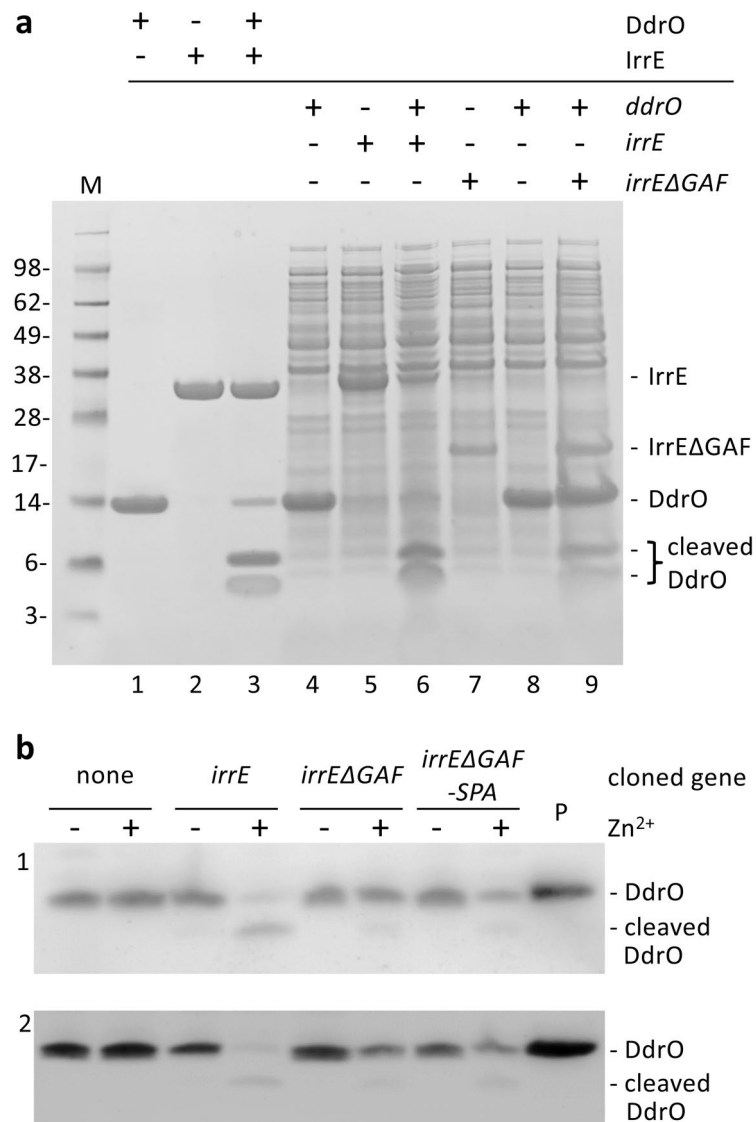 a
+ - + DdrO
- + + IrrE
+ - + - + + ddrO
- + + - - - irrE
- - - + - + irrEΔGAF
M
98-
62-
49-
38- - IrrE
28-
- IrrEΔGAF
17-
14- - DdrO
- cleaved
6-
- DdrO
3-
1 2 3 4 5 6 7 8 9
b
none irrE irrEΔGAF irrEΔGAF-SPA P cloned gene
- + - + - + - + Zn²⁺
1
- DdrO
- cleaved
DdrO
2
- DdrO
- cleaved
DdrO